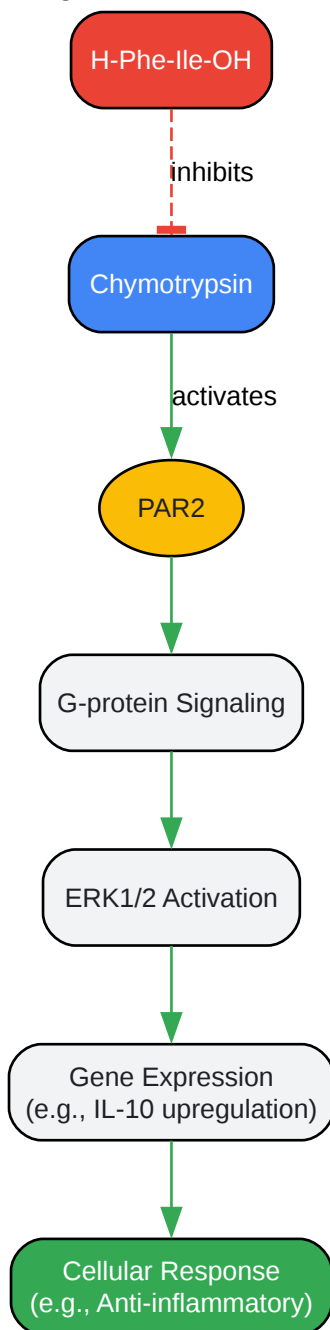 H-Phe-Ile-OH
inhibits
Chymotrypsin
activates
PAR2
G-protein Signaling
ERK1/2 Activation
Gene Expression
(e.g., IL-10 upregulation)
Cellular Response
(e.g., Anti-inflammatory)